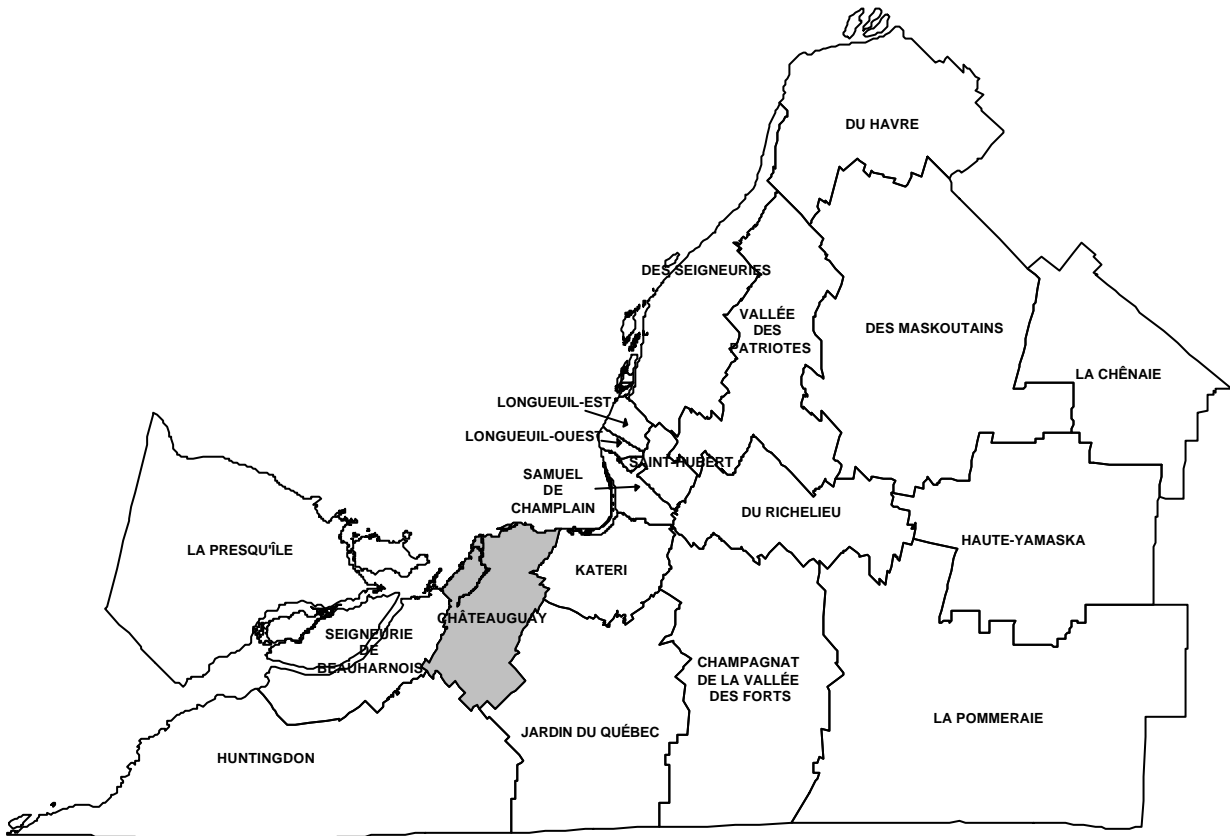 DU HAVRE
DES SEIGNEURIES
VALLÉE
DES
PATRIOTES
DES MASKOUTAINS
LA CHÊNAIE
LONGUEUIL-EST
LONGUEUIL-OUEST
SAINT-HUBERT
SAMUEL
DE
CHAMPLAIN
DU RICHELIEU
HAUTE-YAMASKA
LA PRESQU'ÎLE
KATERI
CHÂTEAUGUAY
SEIGNEURIE
DE
BEAUHARNOIS
CHAMPAGNAT
DE LA VALLÉE
DES FORTS
LA POMMERAIE
JARDIN DU QUÉBEC
HUNTINGDON